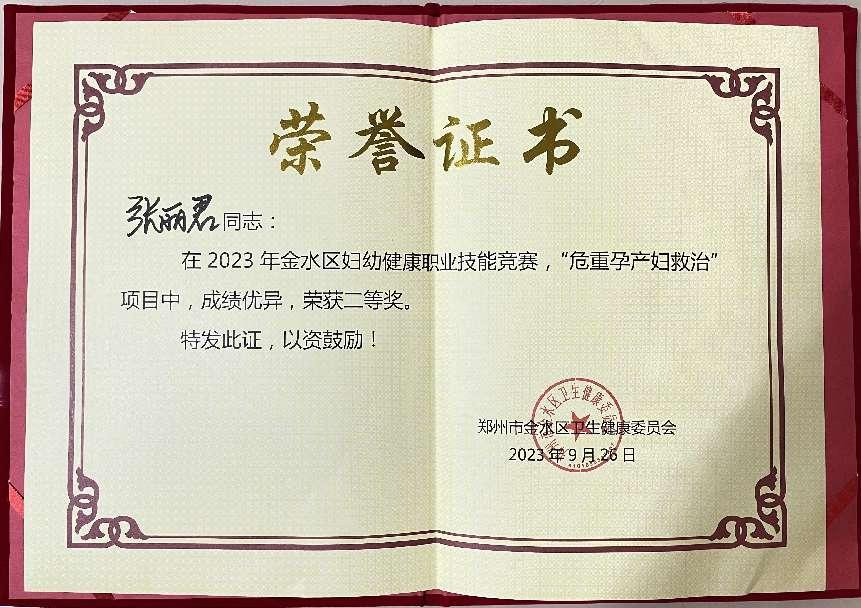 荣誉证书
张丽君同志：
在2023年金水区妇幼健康职业技能竞赛，“危重孕产妇救治”
项目中，成绩优异，荣获二等奖。
特发此证，以资鼓励！
郑州市金水区卫生健康委员会
2023年9月26日